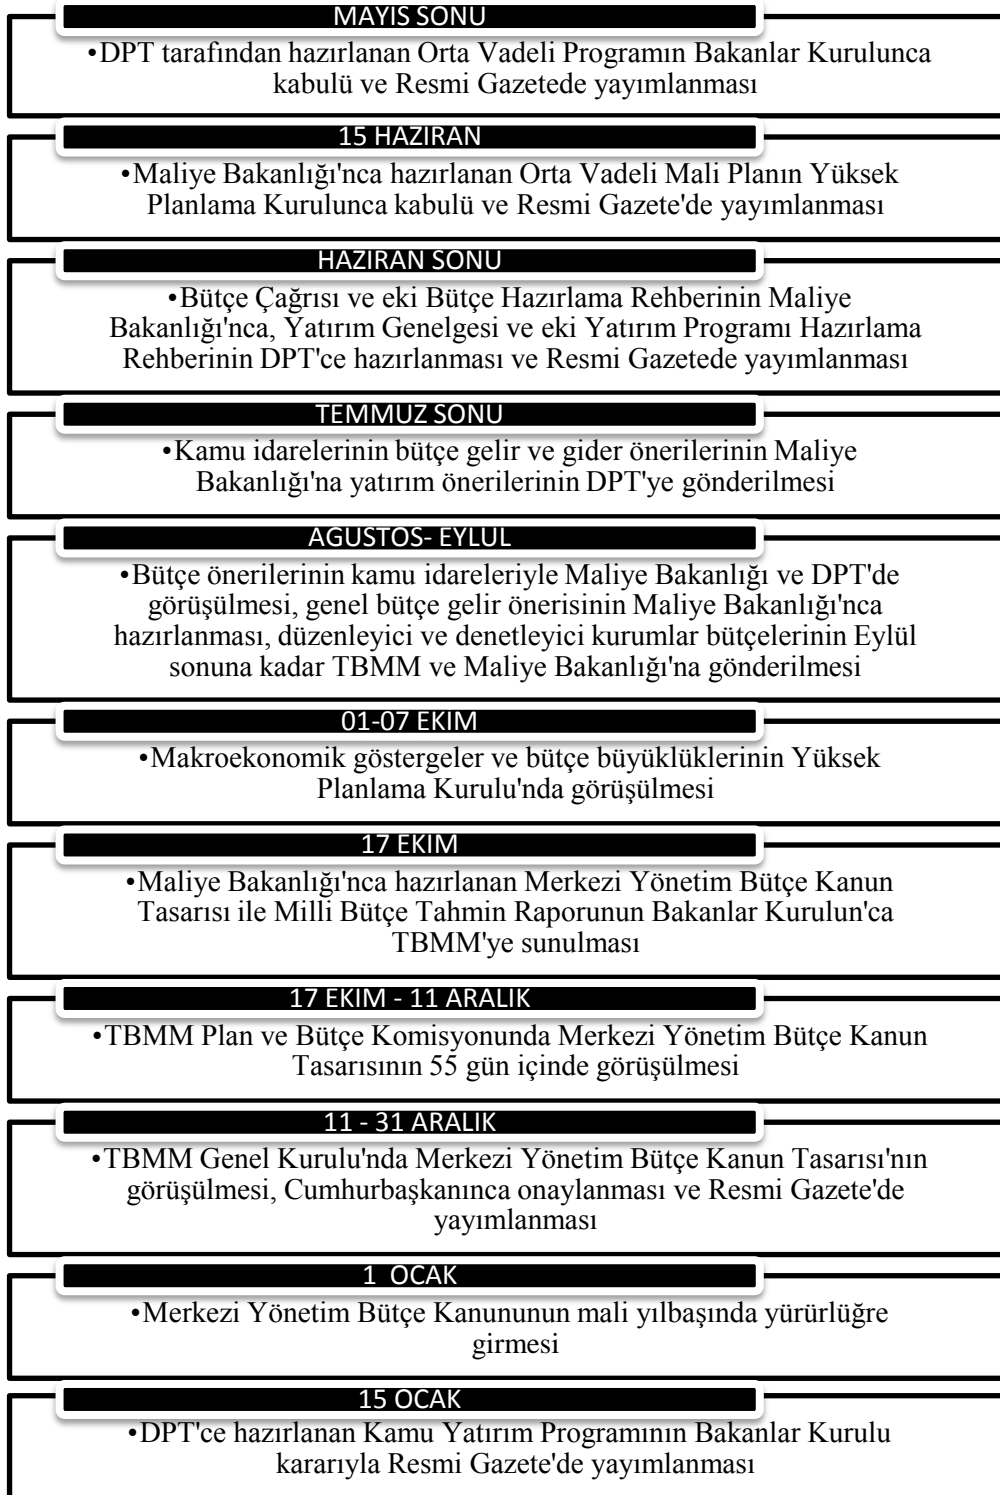 MAYIS SONU
•DPT tarafından hazırlanan Orta Vadeli Programın Bakanlar Kurulunca
kabulü ve Resmi Gazetede yayımlanması
15 HAZIRAN
•Maliye Bakanlığı'nca hazırlanan Orta Vadeli Mali Planın Yüksek
Planlama Kurulunca kabulü ve Resmi Gazete'de yayımlanması
HAZIRAN SONU
•Bütçe Çağrısı ve eki Bütçe Hazırlama Rehberinin Maliye
Bakanlığı'nca, Yatırım Genelgesi ve eki Yatırım Programı Hazırlama
Rehberinin DPT'ce hazırlanması ve Resmi Gazetede yayımlanması
TEMMUZ SONU
•Kamu idarelerinin bütçe gelir ve gider önerilerinin Maliye
Bakanlığı'na yatırım önerilerinin DPT'ye gönderilmesi
AGUSTOS- EYLUL
•Bütçe önerilerinin kamu idareleriyle Maliye Bakanlığı ve DPT'de
görüşülmesi, genel bütçe gelir önerisinin Maliye Bakanlığı'nca
hazırlanması, düzenleyici ve denetleyici kurumlar bütçelerinin Eylül
sonuna kadar TBMM ve Maliye Bakanlığı'na gönderilmesi
01-07 EKIM
•Makroekonomik göstergeler ve bütçe büyüklüklerinin Yüksek
Planlama Kurulu'nda görüşülmesi
17 EKIM
•Maliye Bakanlığı'nca hazırlanan Merkezi Yönetim Bütçe Kanun
Tasarısı ile Milli Bütçe Tahmin Raporunun Bakanlar Kurulun'ca
TBMM'ye sunulması
17 EKIM - 11 ARALIK
•TBMM Plan ve Bütçe Komisyonunda Merkezi Yönetim Bütçe Kanun
Tasarısının 55 gün içinde görüşülmesi
11 - 31 ARALIK
•TBMM Genel Kurulu'nda Merkezi Yönetim Bütçe Kanun Tasarısı'nın
görüşülmesi, Cumhurbaşkanınca onaylanması ve Resmi Gazete'de
yayımlanması
1 OCAK
•Merkezi Yönetim Bütçe Kanununun mali yılbaşında yürürlüğre
girmesi
15 OCAK
•DPT'ce hazırlanan Kamu Yatırım Programının Bakanlar Kurulu
kararıyla Resmi Gazete'de yayımlanması